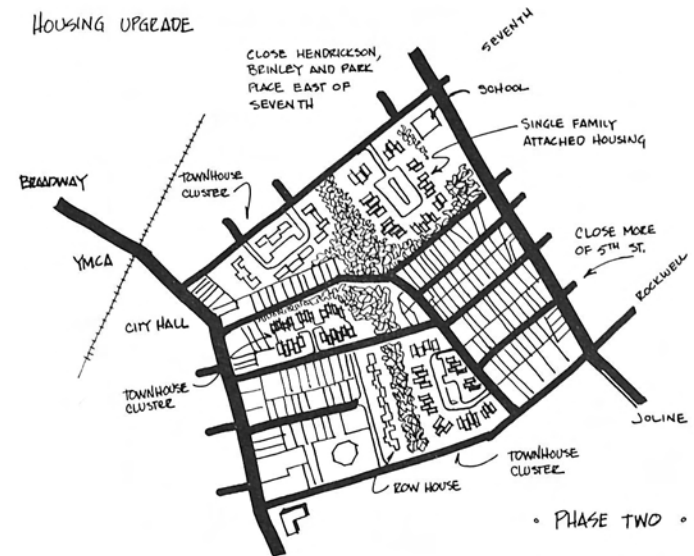 HOUSING UPGRADE
CLOSE HENDRICKSON,
BRINLEY AND PARK
PLACE EAST OF
SEVENTH
SEVENTH
SCHOOL
SINGLE FAMILY
ATTACHED HOUSING
BROADWAY
TOWNHOUSE
CLUSTER
YMCA
CLOSE MORE
OF 5TH ST.
ROCKWELL
CITY HALL
TOWNHOUSE
CLUSTER
JOLINE
TOWNHOUSE
CLUSTER
ROW HOUSE
• PHASE TWO •